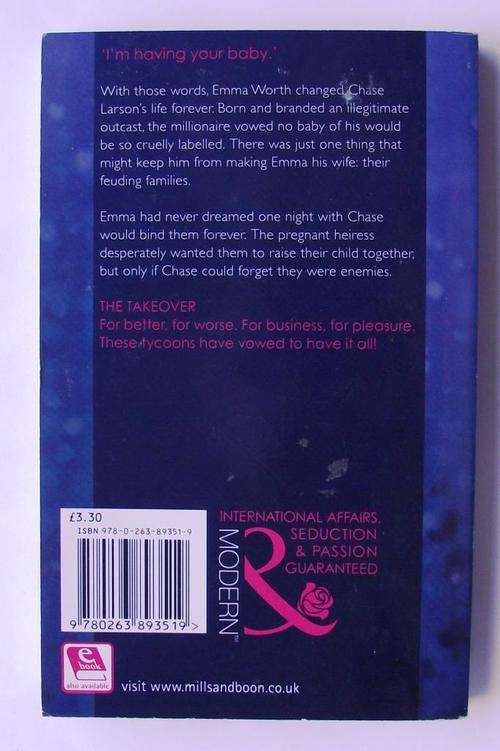 'I'm having your baby.'
With those words, Emma Worth changed Chase
Larson's life forever. Born and branded an illegitimate
outcast, the millionaire vowed no baby of his would
be so cruelly labelled. There was just one thing that
might keep him from making Emma his wife: their
feuding families.
Emma had never dreamed one night with Chase
would bind them forever. The pregnant heiress
desperately wanted them to raise their child together,
but only if Chase could forget they were enemies.
THE TAKEOVER
For better, for worse. For business, for pleasure.
These tycoons have vowed to have it all!
£3.30
ISBN 978-0-263-89351-9
9 780263 893519 >
INTERNATIONAL AFFAIRS,
SEDUCTION
& PASSION
GUARANTEED
MODERN™
e
book
also available
visit www.millsandboon.co.uk